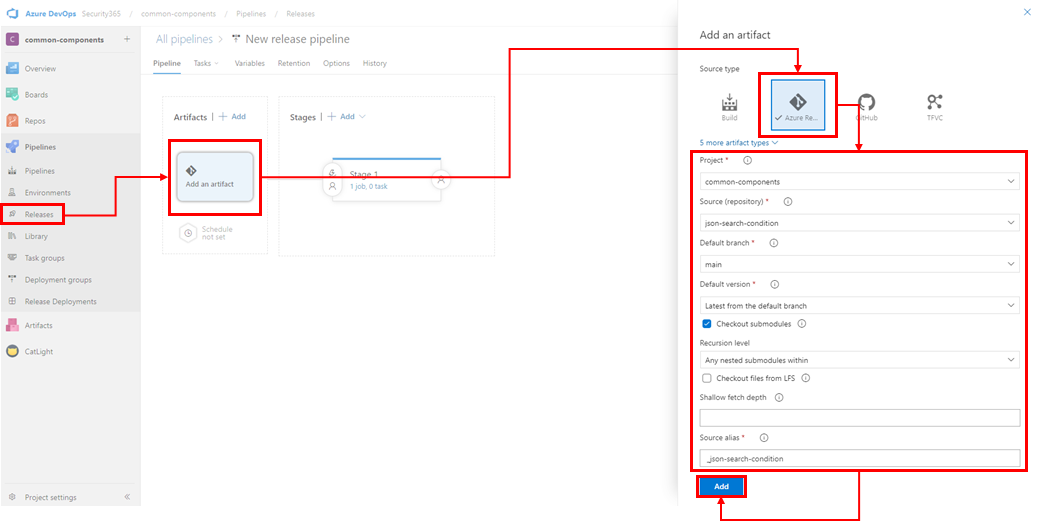 Azure DevOps Security365 / common-components / Pipelines / Releases
C common-components +
Overview
Boards
Repos
Pipelines
Pipelines
Environments
Releases
Library
Task groups
Deployment groups
Release Deployments
Artifacts
CatLight
Project settings «
All pipelines > New release pipeline
Pipeline Tasks Variables Retention Options History
Artifacts | + Add
Add an artifact
Schedule
not set
Stages | + Add
Stage 1
1 job, 0 task
Add an artifact
Source type
Build
Azure Re...
GitHub
TFVC
5 more artifact types
Project *
common-components
Source (repository) *
json-search-condition
Default branch *
main
Default version *
Latest from the default branch
Checkout submodules
Recursion level
Any nested submodules within
Checkout files from LFS
Shallow fetch depth
Source alias *
_json-search-condition
Add